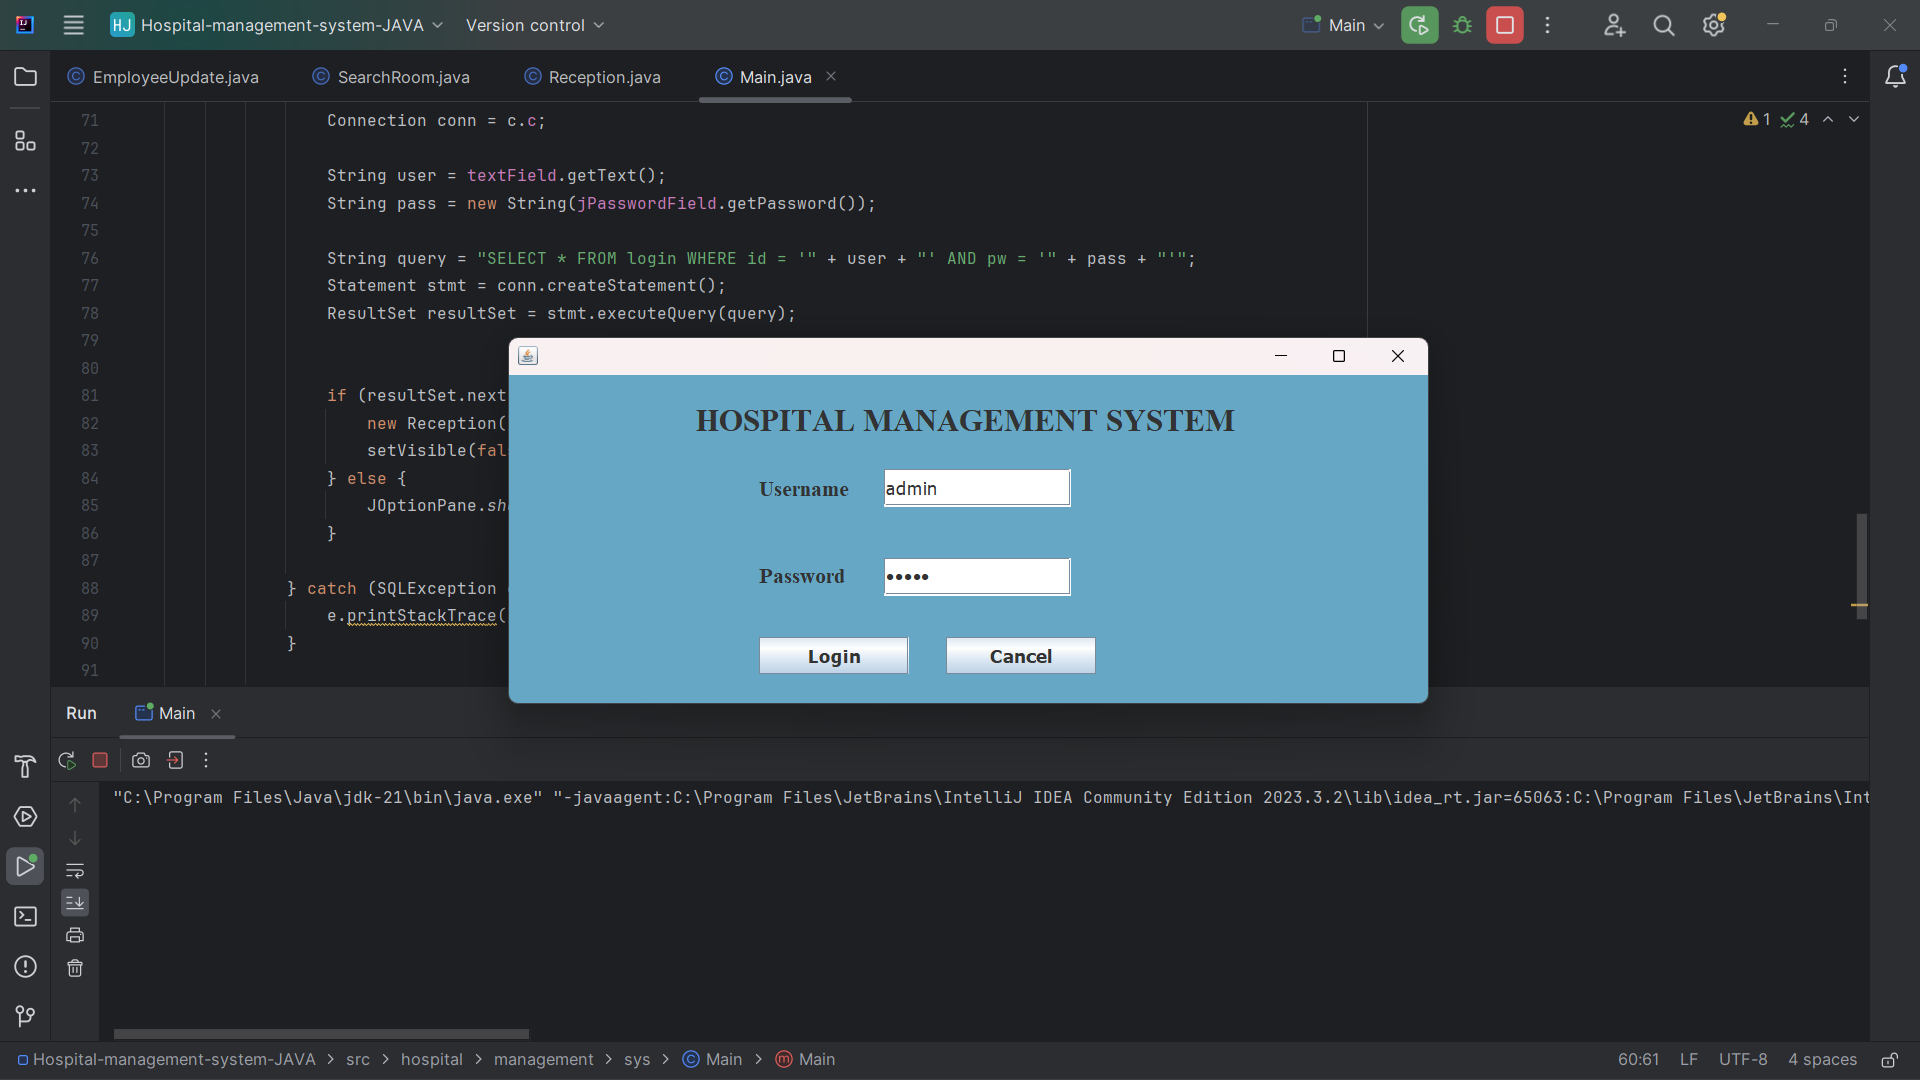 HJ Hospital-management-system-JAVA Version control Main
EmployeeUpdate.java SearchRoom.java Reception.java Main.java
71 Connection conn = c.c;
72
73 String user = textField.getText();
74 String pass = new String(jPasswordField.getPassword());
75
76 String query = "SELECT * FROM login WHERE id = '" + user + "' AND pw = '" + pass + "'";
77 Statement stmt = conn.createStatement();
78 ResultSet resultSet = stmt.executeQuery(query);
79
80
81 if (resultSet.next
82 new Reception(
83 setVisible(fal
84 } else {
85 JOptionPane.sh
86 }
87
88 } catch (SQLException
89 e.printStackTrace(
90 }
91
1 4
HOSPITAL MANAGEMENT SYSTEM
Username admin
Password •••••
Login Cancel
Run Main
"C:\Program Files\Java\jdk-21\bin\java.exe" "-javaagent:C:\Program Files\JetBrains\IntelliJ IDEA Community Edition 2023.3.2\lib\idea_rt.jar=65063:C:\Program Files\JetBrains\Int
Hospital-management-system-JAVA > src > hospital > management > sys > Main > Main 60:61 LF UTF-8 4 spaces